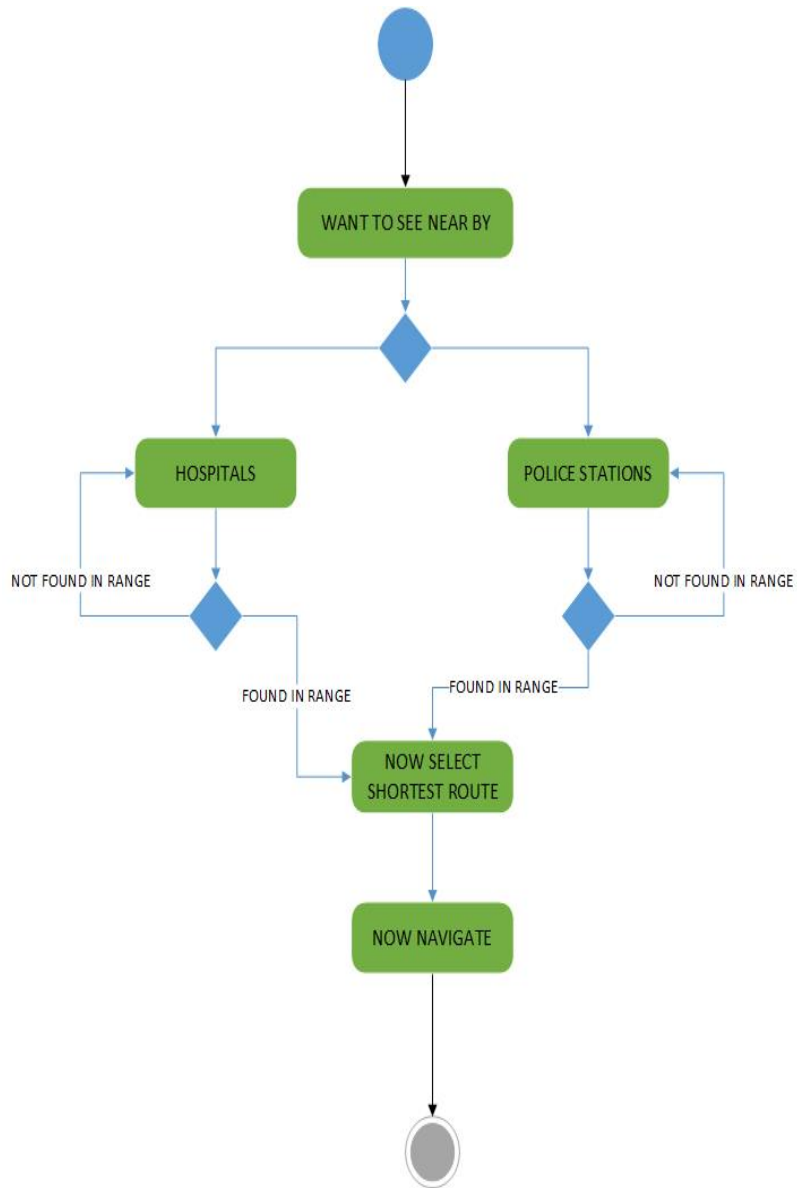 WANT TO SEE NEAR BY
HOSPITALS
POLICE STATIONS
NOT FOUND IN RANGE
NOT FOUND IN RANGE
FOUND IN RANGE
FOUND IN RANGE
NOW SELECT
SHORTEST ROUTE
NOW NAVIGATE